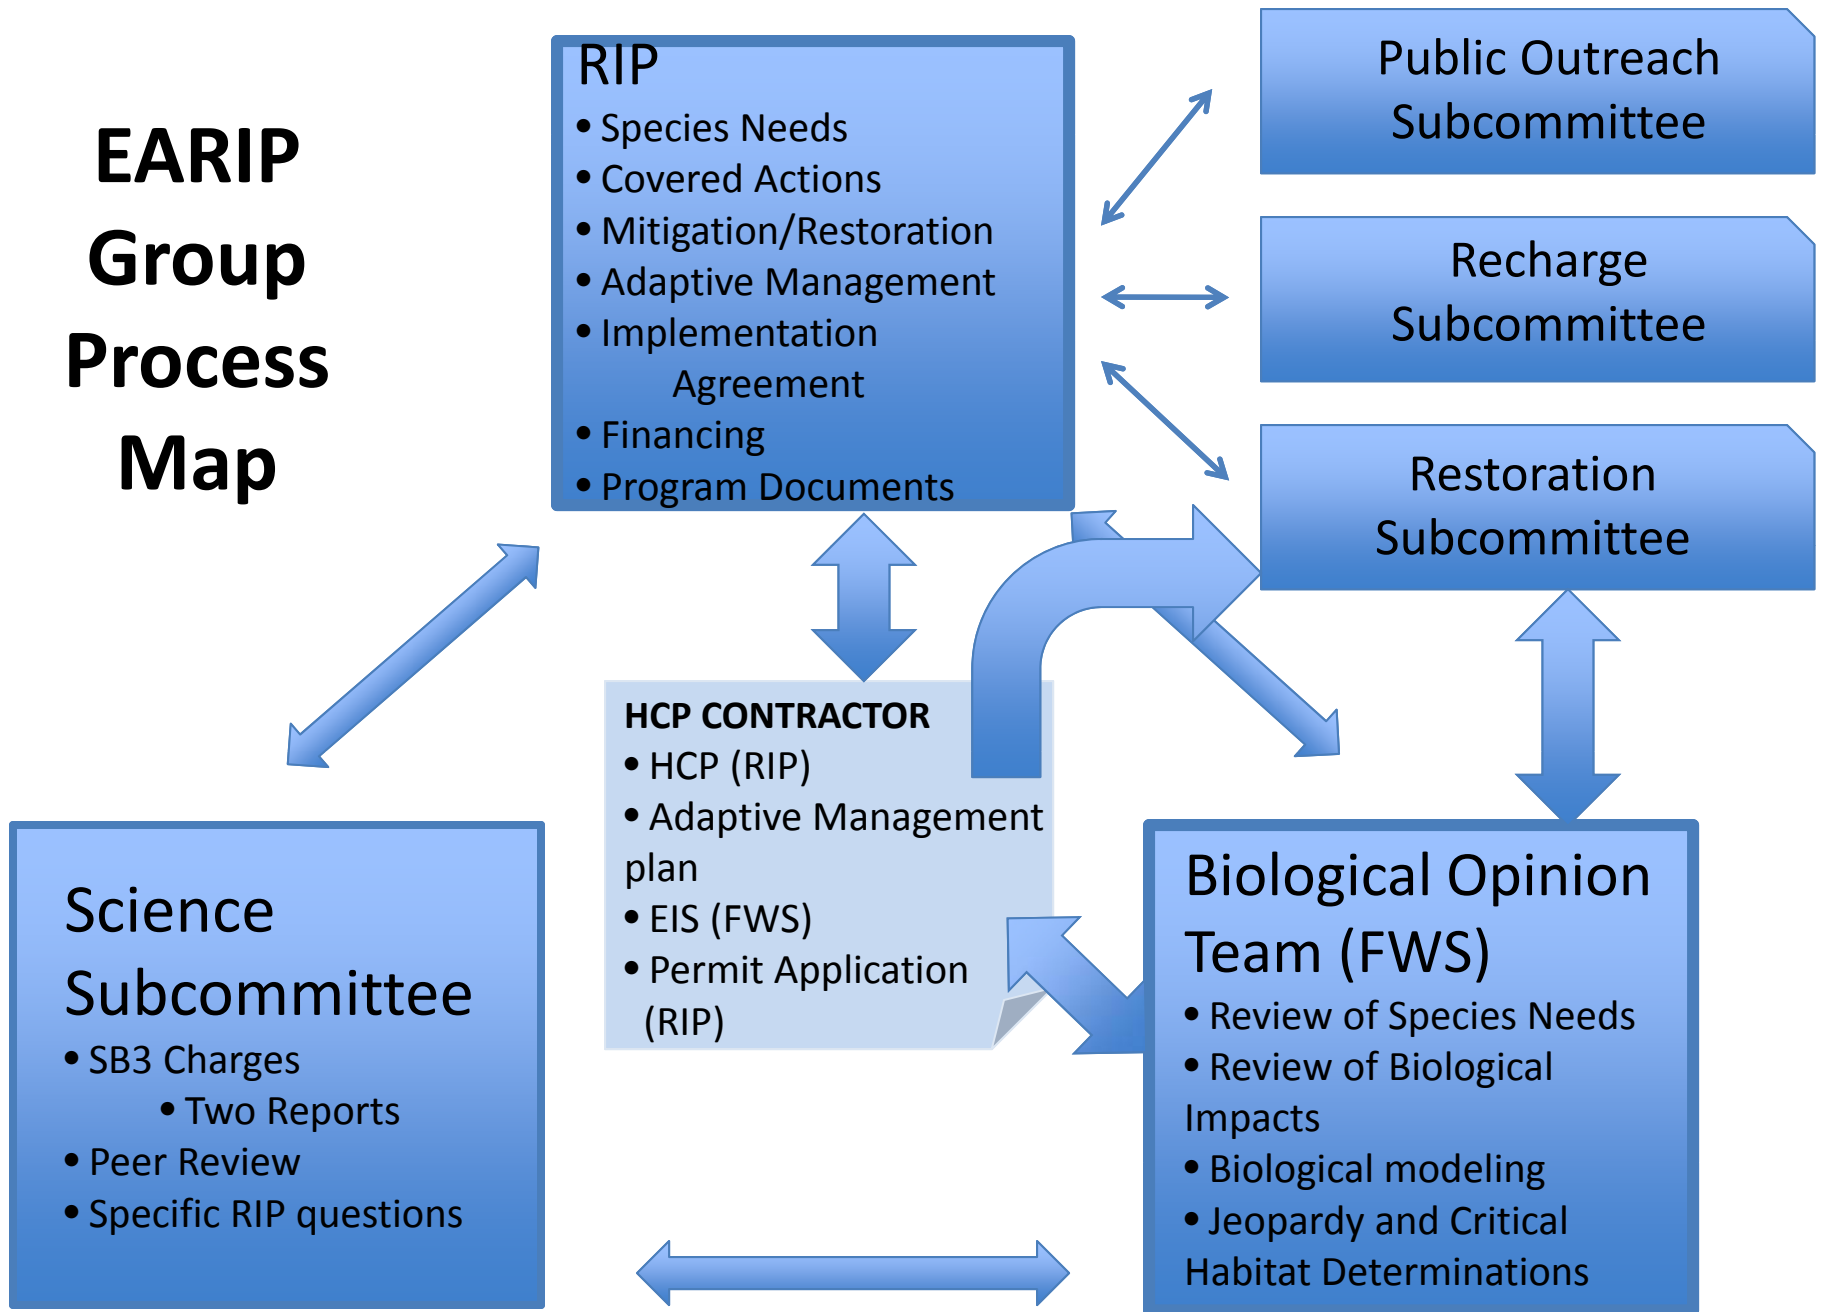 EARIP
Group
Process
Map
RIP
• Species Needs
• Covered Actions
• Mitigation/Restoration
• Adaptive Management
• Implementation
Agreement
• Financing
• Program Documents
Public Outreach
Subcommittee
Recharge
Subcommittee
Restoration
Subcommittee
HCP CONTRACTOR
• HCP (RIP)
• Adaptive Management
plan
• EIS (FWS)
• Permit Application
(RIP)
Science
Subcommittee
• SB3 Charges
• Two Reports
• Peer Review
• Specific RIP questions
Biological Opinion
Team (FWS)
• Review of Species Needs
• Review of Biological
Impacts
• Biological modeling
• Jeopardy and Critical
Habitat Determinations